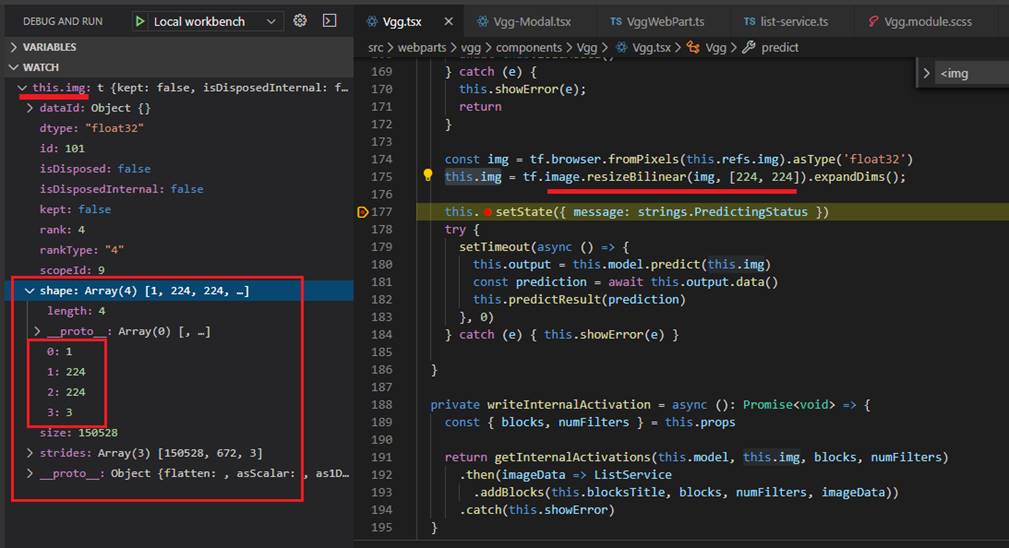 DEBUG AND RUN
Local workbench
VARIABLES
WATCH
this.img: t {kept: false, isDisposedInternal: f...
dataId: Object {}
dtype: "float32"
id: 101
isDisposed: false
isDisposedInternal: false
kept: false
rank: 4
rankType: "4"
scopeId: 9
shape: Array(4) [1, 224, 224, …]
length: 4
__proto__: Array(0) [, …]
0: 1
1: 224
2: 224
3: 3
size: 150528
strides: Array(3) [150528, 672, 3]
__proto__: Object {flatten: , asScalar: , as1D...
Vgg.tsx
Vgg-Modal.tsx
TS VggWebPart.ts
TS list-service.ts
Vgg.module.scss
src > webparts > vgg > components > Vgg > Vgg.tsx > Vgg > predict
<img
169 } catch (e) {
170 this.showError(e);
171 return
172 }
173
174 const img = tf.browser.fromPixels(this.refs.img).asType('float32')
175 this.img = tf.image.resizeBilinear(img, [224, 224]).expandDims();
176
177 this. setState({ message: strings.PredictingStatus })
178 try {
179 setTimeout(async () => {
180 this.output = this.model.predict(this.img)
181 const prediction = await this.output.data()
182 this.predictResult(prediction)
183 }, 0)
184 } catch (e) { this.showError(e) }
185
186 }
187
188 private writeInternalActivation = async (): Promise<void> => {
189 const { blocks, numFilters } = this.props
190
191 return getInternalActivations(this.model, this.img, blocks, numFilters)
192 .then(imageData => ListService
193 .addBlocks(this.blocksTitle, blocks, numFilters, imageData))
194 .catch(this.showError)
195 }